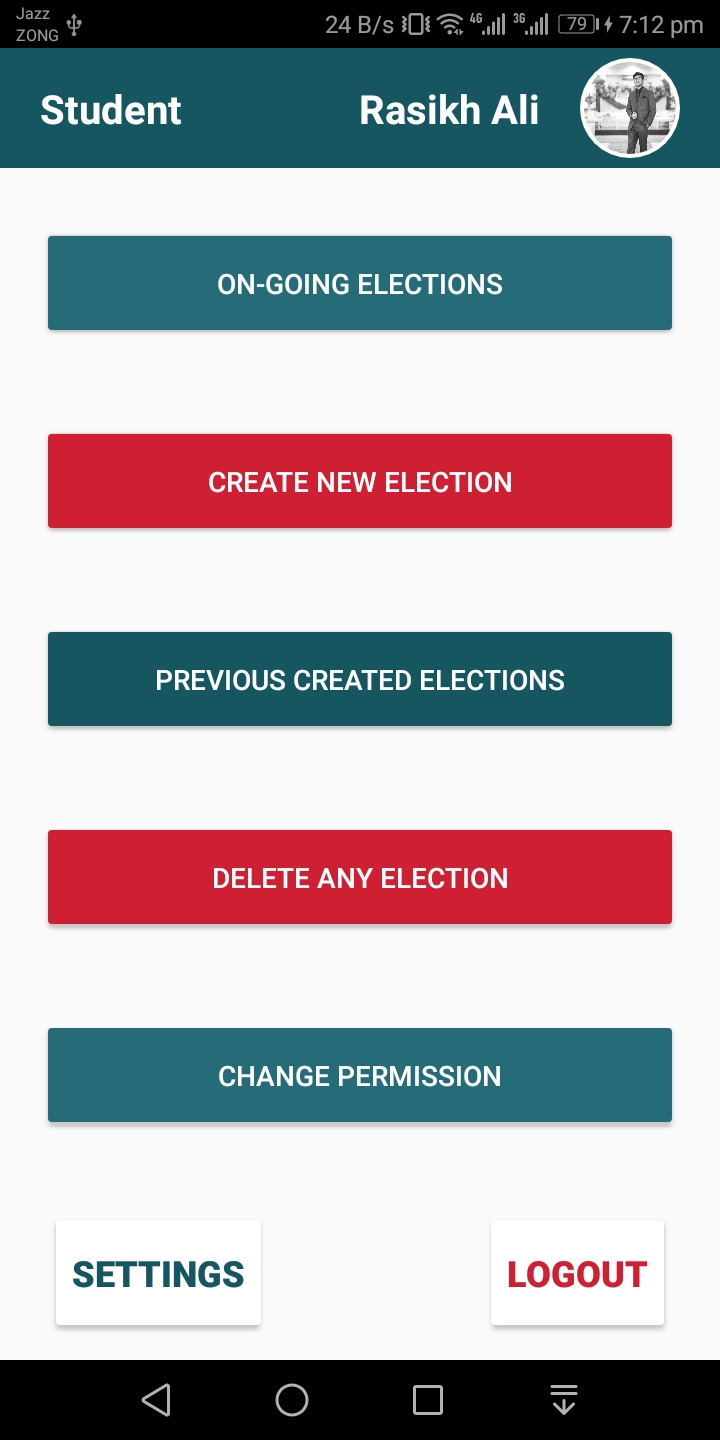 Jazz
ZONG
24 B/s 4G 3G 79 7:12 pm
Student Rasikh Ali
ON-GOING ELECTIONS
CREATE NEW ELECTION
PREVIOUS CREATED ELECTIONS
DELETE ANY ELECTION
CHANGE PERMISSION
SETTINGS LOGOUT